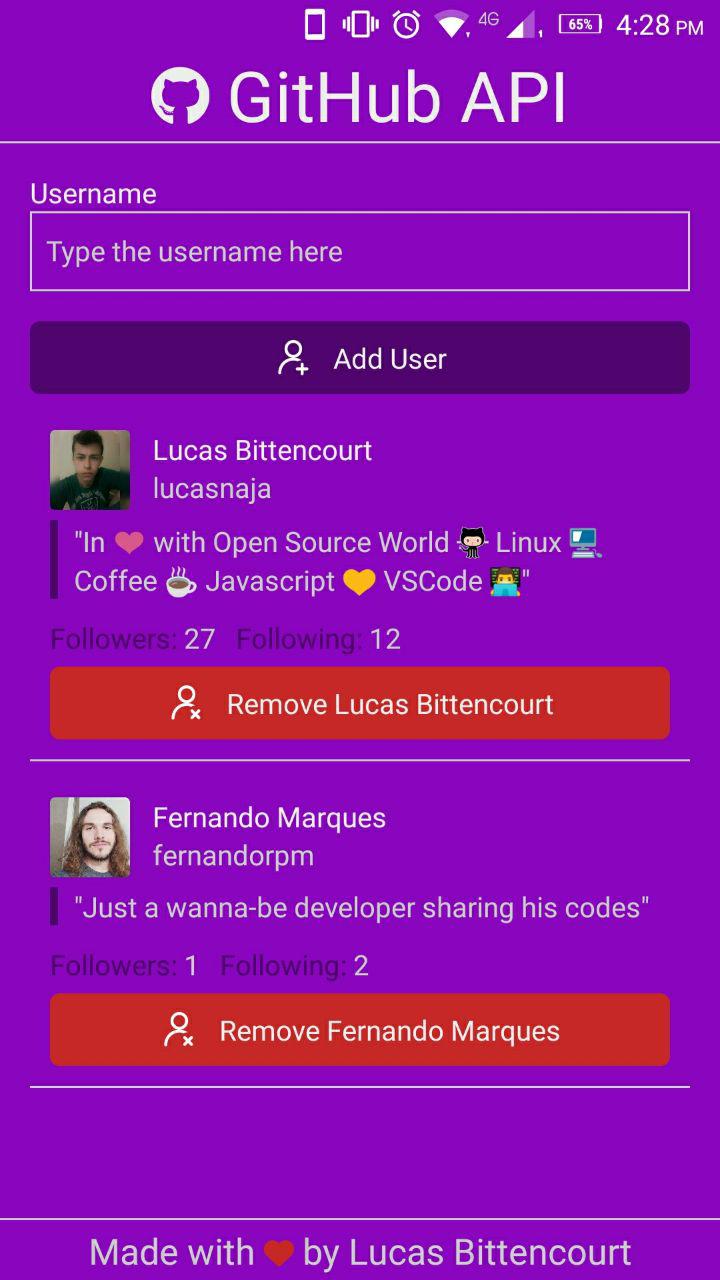 4G 65% 4:28 PM
GitHub API
Username
Type the username here
Add User
Lucas Bittencourt
lucasnaja
"In ❤️ with Open Source World Linux 💻
Coffee ☕ Javascript 💛 VSCode 👨‍💻"
Followers: 27 Following: 12
Remove Lucas Bittencourt
Fernando Marques
fernandorpm
"Just a wanna-be developer sharing his codes"
Followers: 1 Following: 2
Remove Fernando Marques
Made with ❤️ by Lucas Bittencourt